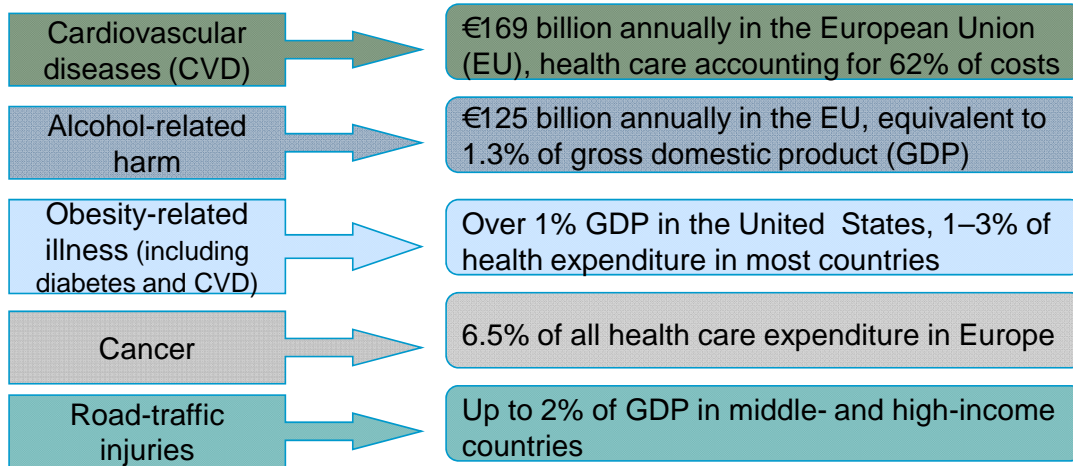 Cardiovascular
diseases (CVD)
€169 billion annually in the European Union
(EU), health care accounting for 62% of costs
Alcohol-related
harm
€125 billion annually in the EU, equivalent to
1.3% of gross domestic product (GDP)
Obesity-related
illness (including
diabetes and CVD)
Over 1% GDP in the United States, 1–3% of
health expenditure in most countries
Cancer
6.5% of all health care expenditure in Europe
Road-traffic
injuries
Up to 2% of GDP in middle- and high-income
countries